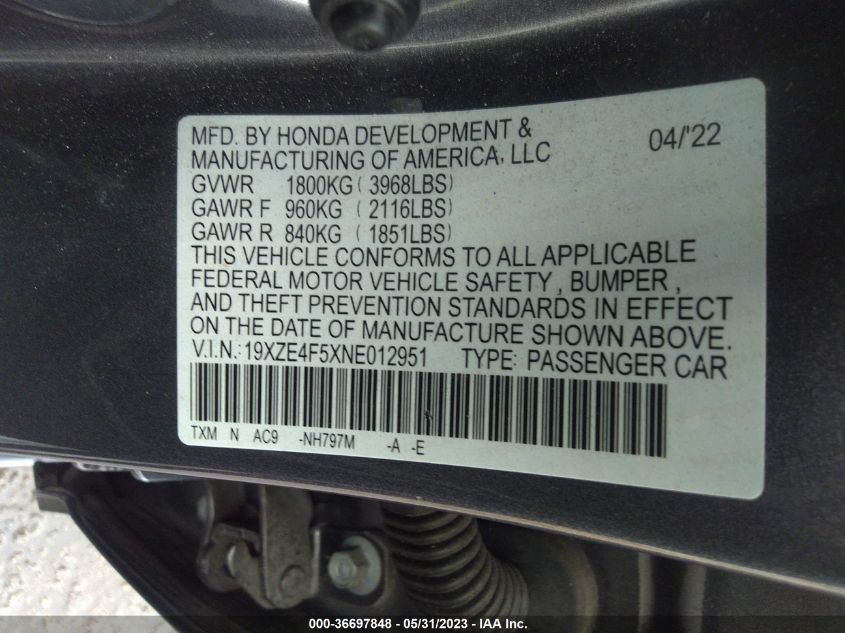 MFD. BY HONDA DEVELOPMENT & 04/'22
MANUFACTURING OF AMERICA, LLC
GVWR 1800KG ( 3968LBS)
GAWR F 960KG ( 2116LBS)
GAWR R 840KG ( 1851LBS)
THIS VEHICLE CONFORMS TO ALL APPLICABLE
FEDERAL MOTOR VEHICLE SAFETY , BUMPER ,
AND THEFT PREVENTION STANDARDS IN EFFECT
ON THE DATE OF MANUFACTURE SHOWN ABOVE.
V.I.N.:19XZE4F5XNE012951 TYPE: PASSENGER CAR
TXM N AC9 -NH797M -A -E
000-36697848 - 05/31/2023 - IAA Inc.